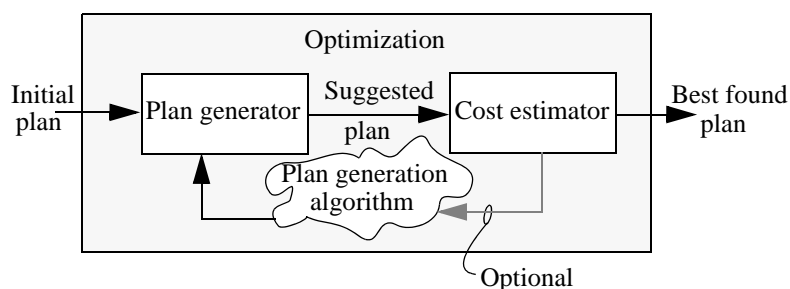 Optimization
Initial
plan
Plan generator
Suggested
plan
Cost estimator
Best found
plan
Plan generation
algorithm
Optional